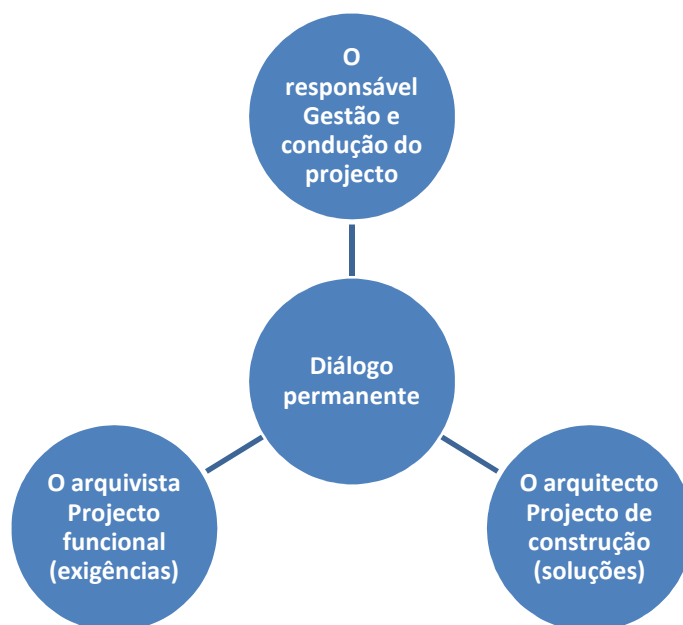 O
responsável
Gestão e
condução do
projecto
Diálogo
permanente
O arquivista
Projecto
funcional
(exigências)
O arquitecto
Projecto de
construção
(soluções)